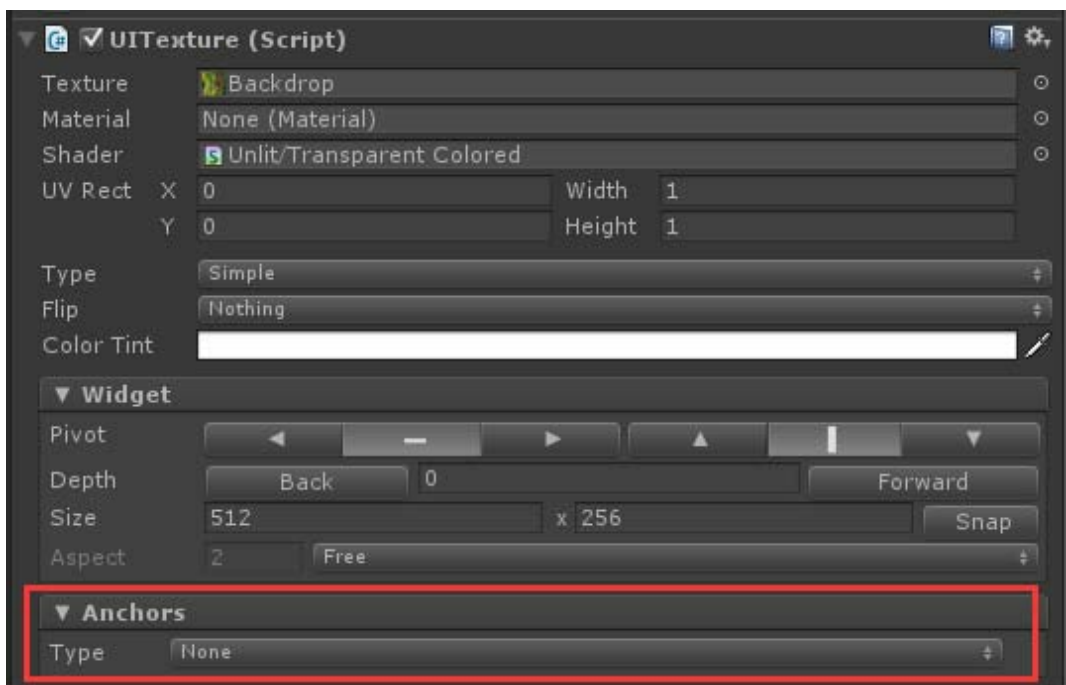 UITexture (Script)
Texture Backdrop
Material None (Material)
Shader Unlit/Transparent Colored
UV Rect X 0 Width 1
Y 0 Height 1
Type Simple
Flip Nothing
Color Tint
Widget
Pivot
Depth Back 0 Forward
Size 512 x 256 Snap
Aspect 2 Free
Anchors
Type None